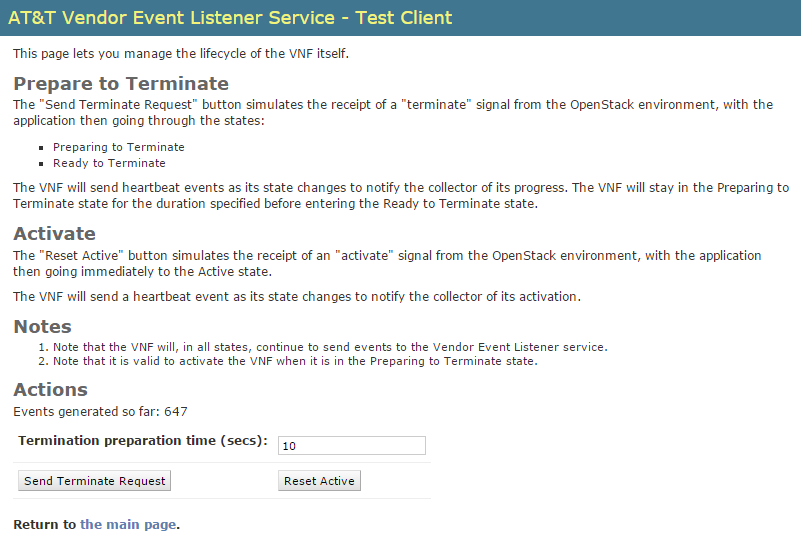 AT&T Vendor Event Listener Service - Test Client
This page lets you manage the lifecycle of the VNF itself.
Prepare to Terminate
The "Send Terminate Request" button simulates the receipt of a "terminate" signal from the OpenStack environment, with the
application then going through the states:
Preparing to Terminate
Ready to Terminate
The VNF will send heartbeat events as its state changes to notify the collector of its progress. The VNF will stay in the Preparing to
Terminate state for the duration specified before entering the Ready to Terminate state.
Activate
The "Reset Active" button simulates the receipt of an "activate" signal from the OpenStack environment, with the application
then going immediately to the Active state.
The VNF will send a heartbeat event as its state changes to notify the collector of its activation.
Notes
1. Note that the VNF will, in all states, continue to send events to the Vendor Event Listener service.
2. Note that it is valid to activate the VNF when it is in the Preparing to Terminate state.
Actions
Events generated so far: 647
Termination preparation time (secs): 10
Send Terminate Request Reset Active
Return to the main page.